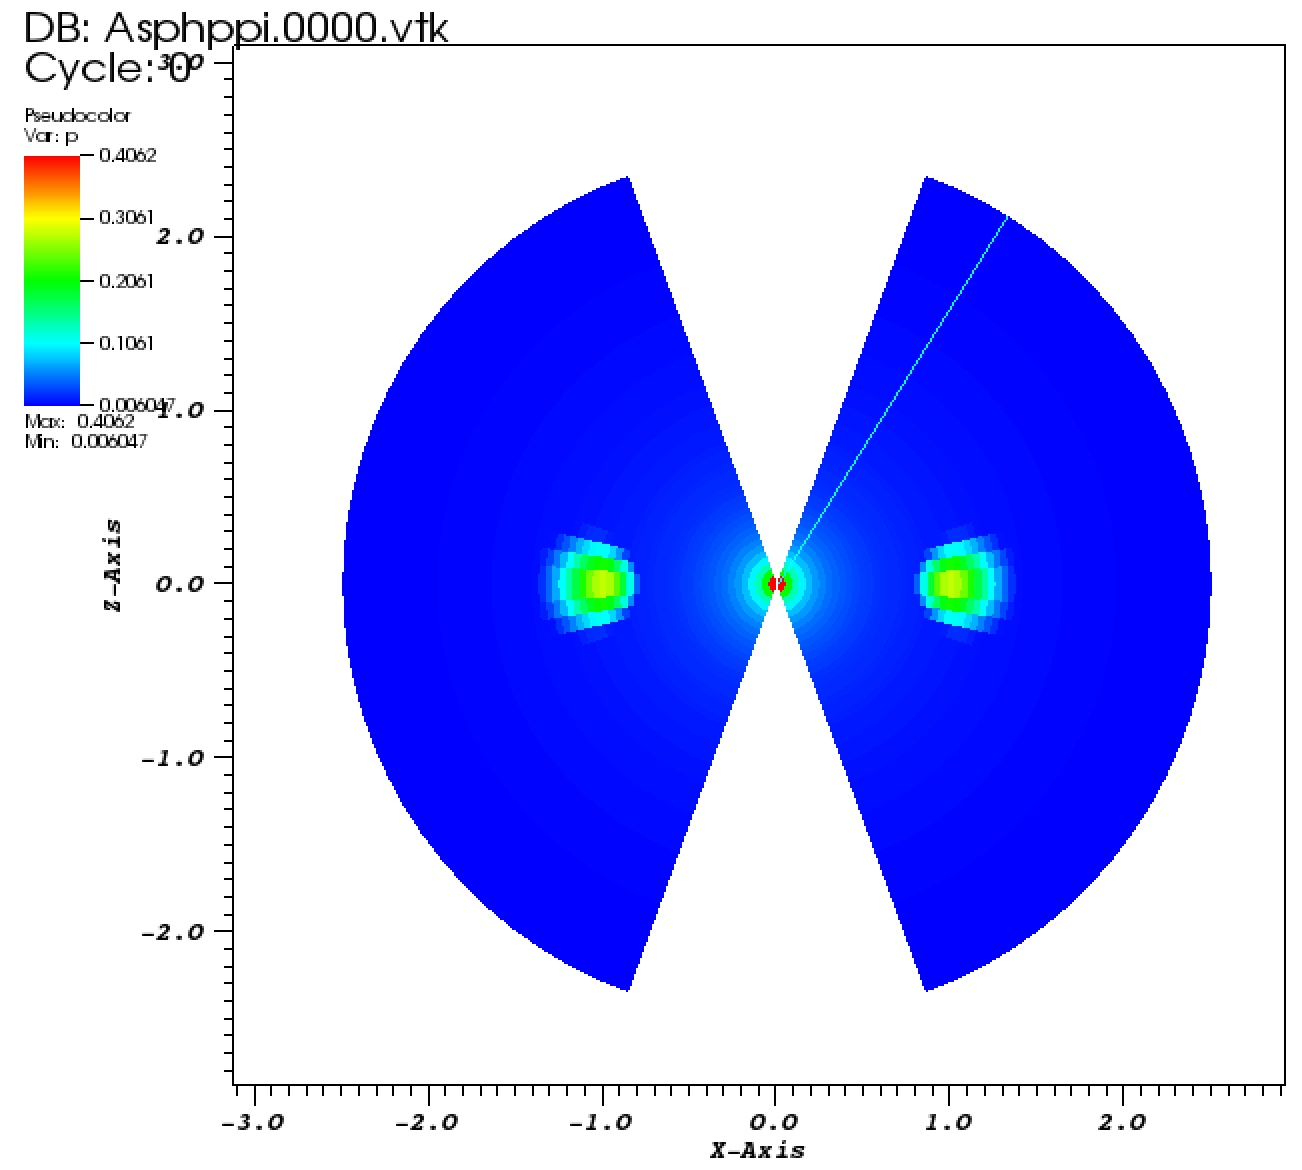 DB: Asphppi.0000.vtk
Cycle: 0
Pseudocolor
Var: p
0.4062
0.3061
0.2061
0.1061
0.006047
Max: 0.4062
Min: 0.006047
3.0
2.0
1.0
0.0
-1.0
-2.0
Z-Axis
-3.0 -2.0 -1.0 0.0 1.0 2.0
X-Axis